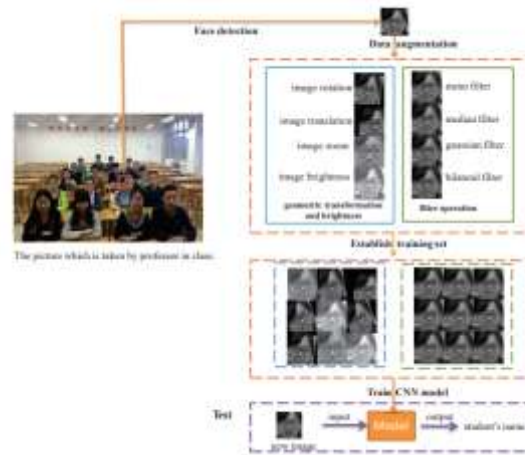 Face detection
Data augmentation
image rotation
mean filter
image translation
median filter
image zoom
gaussian filter
image brightness
bilateral filter
geometric transformation
and brightness
filter operation
The picture which is taken by professor in class.
Establish training set
Train CNN model
Test
input
Model
output
student's name
new image